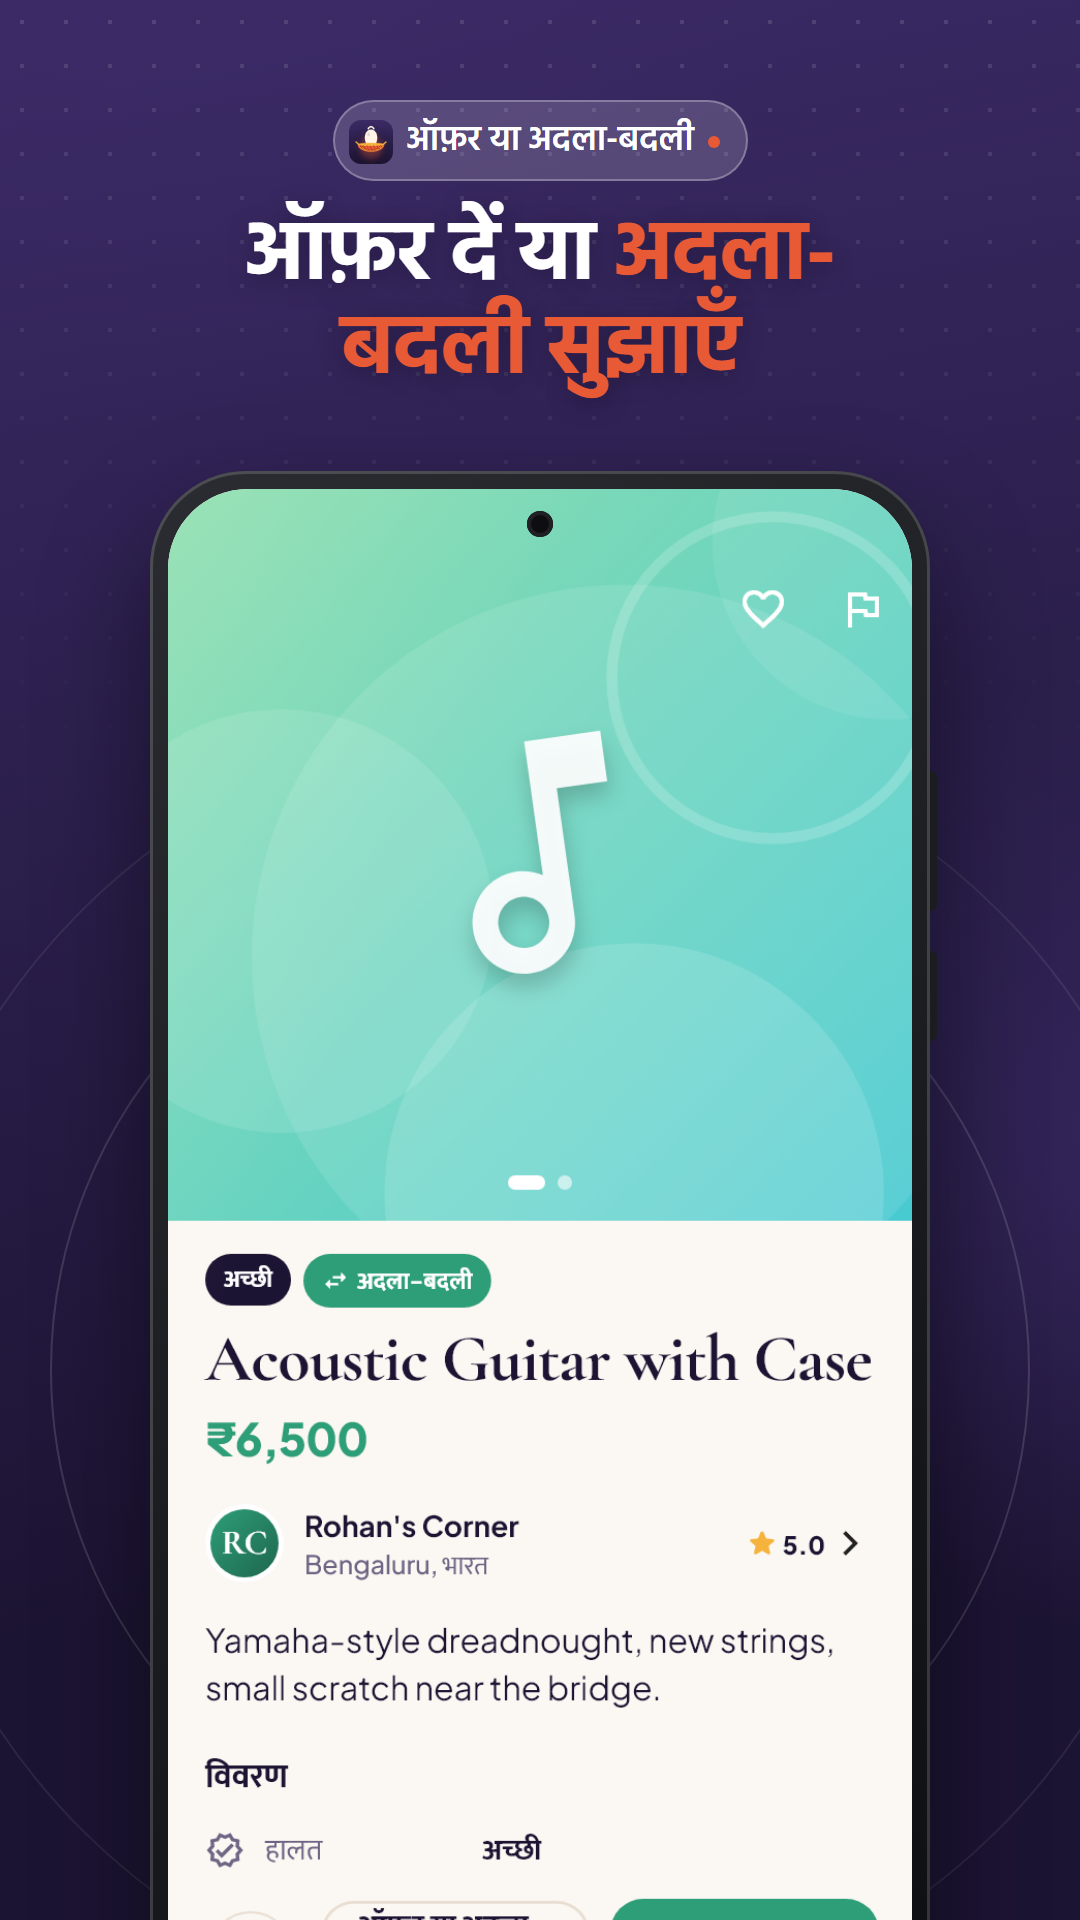 ऑफ़र या अदला-बदली
ऑफ़र दें या अदला-
बदली सुझाएँ
अच्छी
अदला-बदली
Acoustic Guitar with Case
₹6,500
RC
Rohan's Corner
5.0
Bengaluru, भारत
Yamaha-style dreadnought, new strings,
small scratch near the bridge.
विवरण
हालत अच्छी